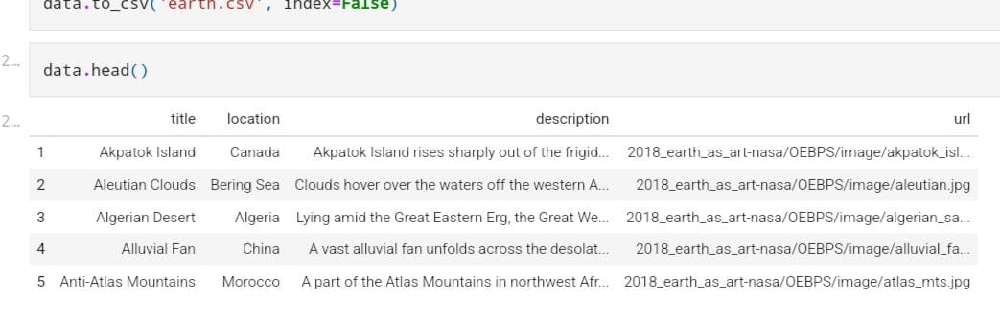 data.to_csv('earth.csv', index=False)
2...
data.head()
2...
title location description url
1 Akpatok Island Canada Akpatok Island rises sharply out of the frigid... 2018_earth_as_art-nasa/OEBPS/image/akpatok_isl...
2 Aleutian Clouds Bering Sea Clouds hover over the waters off the western A... 2018_earth_as_art-nasa/OEBPS/image/aleutian.jpg
3 Algerian Desert Algeria Lying amid the Great Eastern Erg, the Great We... 2018_earth_as_art-nasa/OEBPS/image/algerian_sa...
4 Alluvial Fan China A vast alluvial fan unfolds across the desolat... 2018_earth_as_art-nasa/OEBPS/image/alluvial_fa...
5 Anti-Atlas Mountains Morocco A part of the Atlas Mountains in northwest Afr... 2018_earth_as_art-nasa/OEBPS/image/atlas_mts.jpg